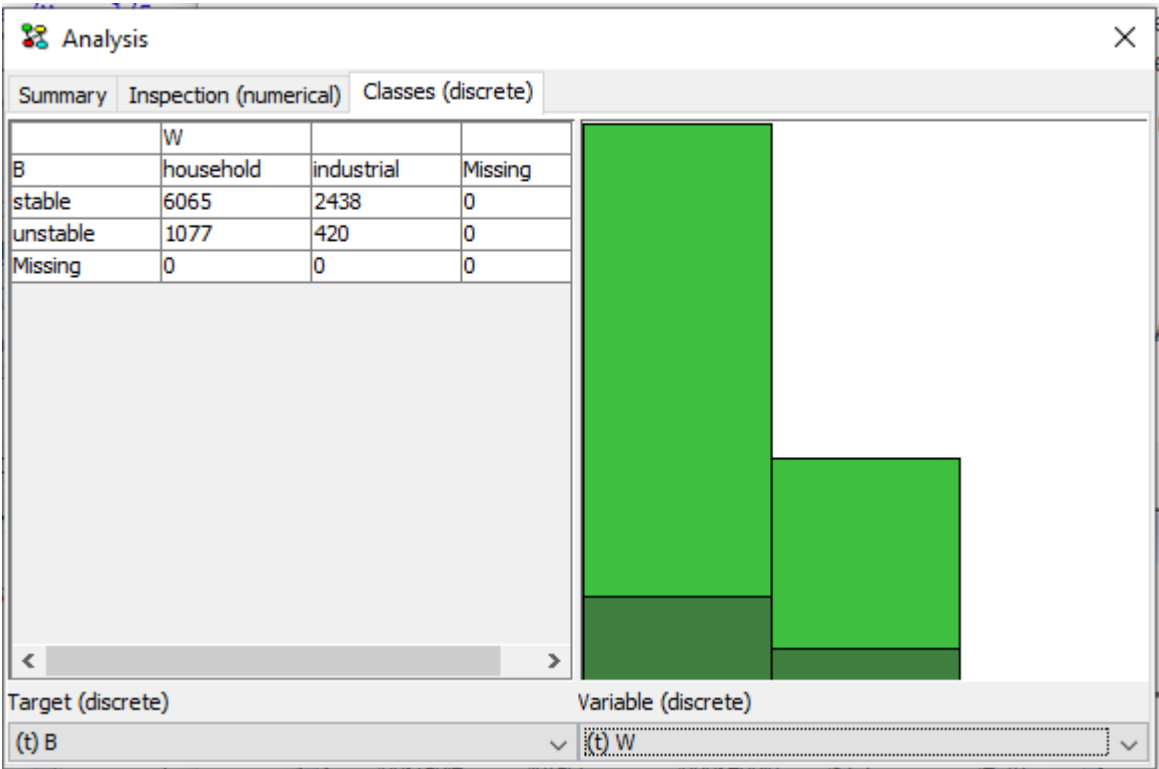 Analysis
Summary Inspection (numerical) Classes (discrete)
W
B household industrial Missing
stable 6065 2438 0
unstable 1077 420 0
Missing 0 0 0
Target (discrete) Variable (discrete)
(t) B (t) W